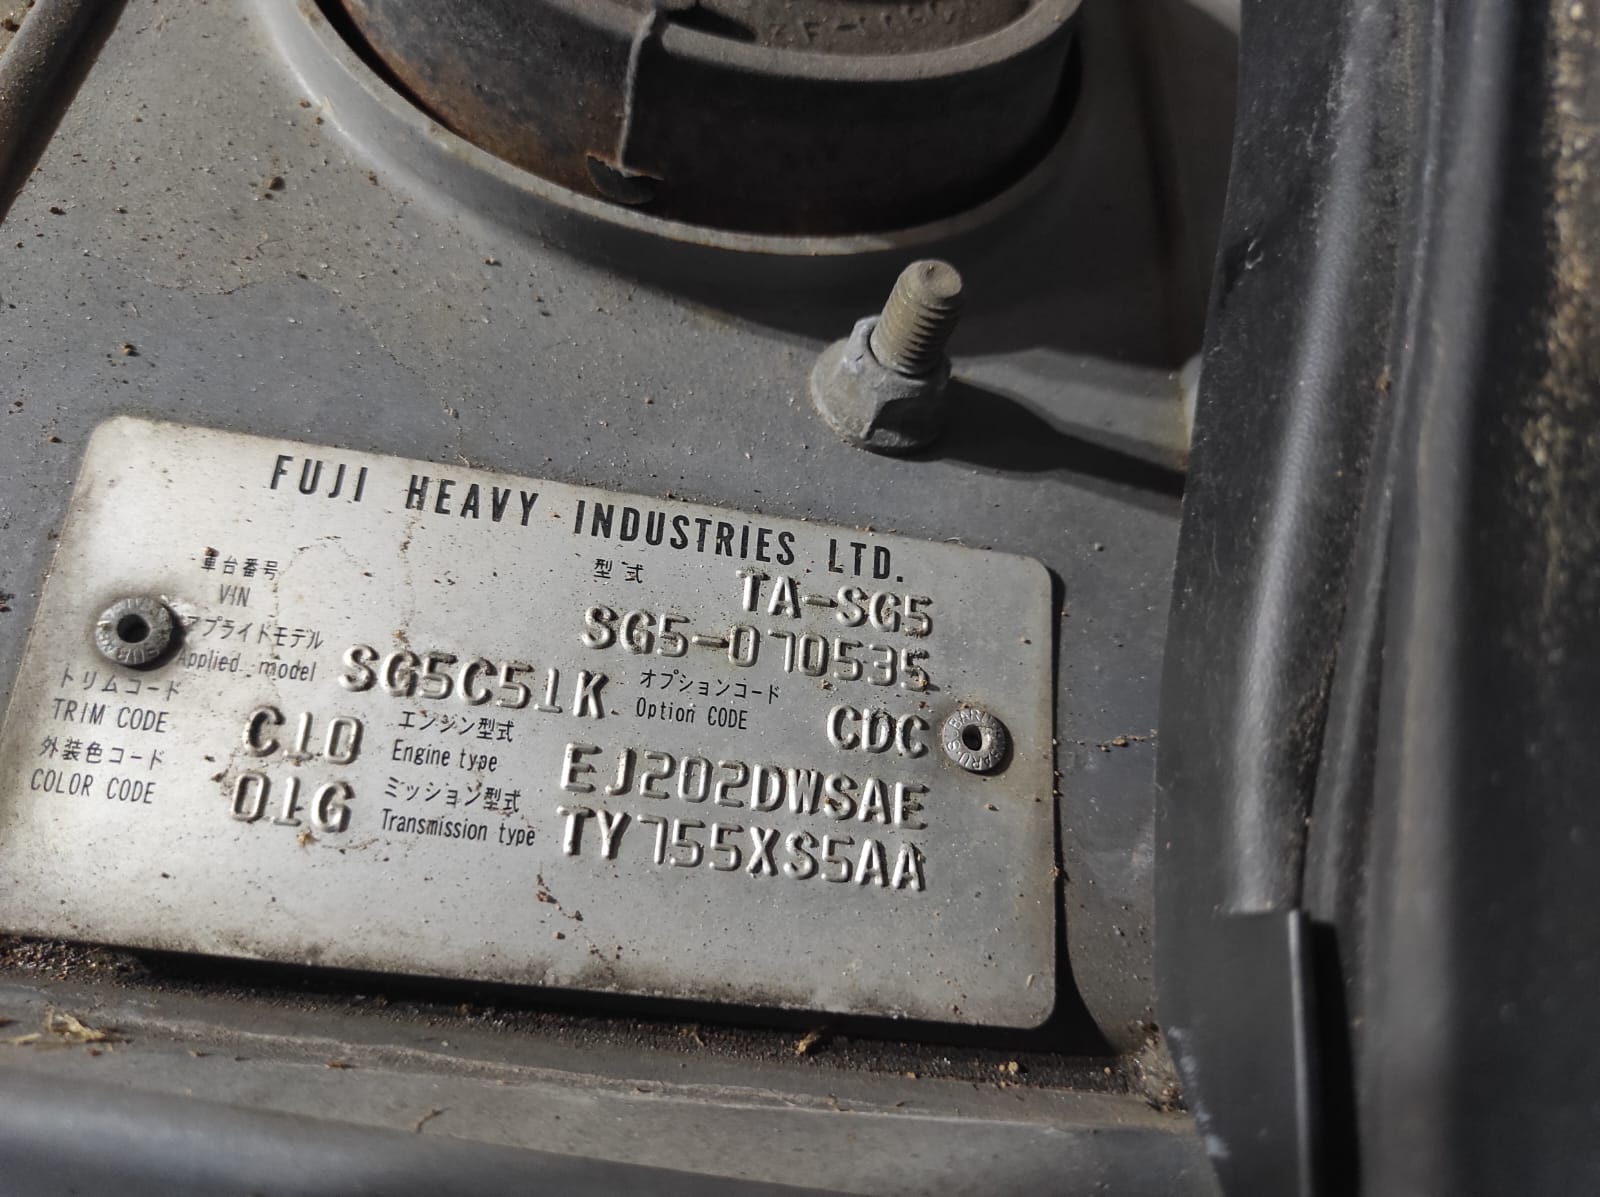 FUJI HEAVY INDUSTRIES LTD.
型式 TA-SG5
車台番号
VIN SG5-070535
アプライドモデル
Applied model SG5C51K
オプションコード
Option CODE CDC
トリムコード
TRIM CODE C10
エンジン型式
Engine type EJ202DWSAE
外装色コード
COLOR CODE 01G
ミッション型式
Transmission type TY755XS5AA